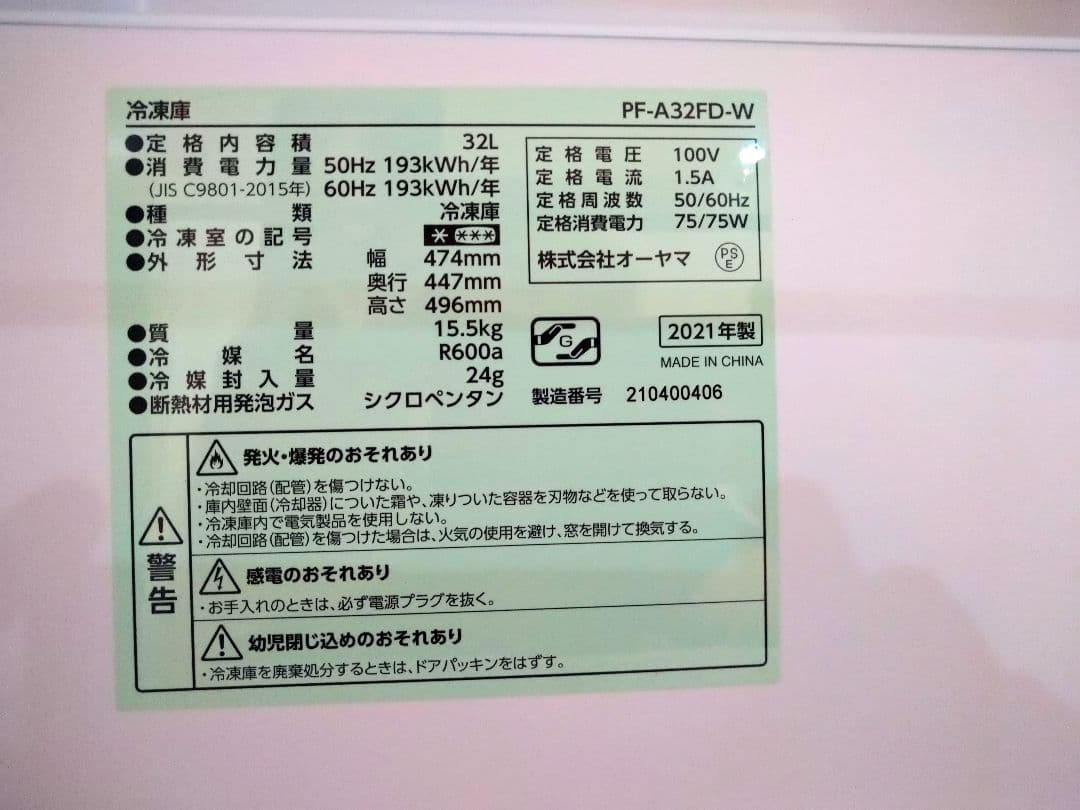 冷凍庫 PF-A32FD-W
●定格内容積 32L
●消費電力量 50Hz 193kWh/年
(JIS C9801-2015年) 60Hz 193kWh/年
●種類 冷凍庫
●冷凍室の記号 * ***
●外形寸法 幅 474mm
奥行 447mm
高さ 496mm
●質量 15.5kg
●冷媒名 R600a
●冷媒封入量 24g
●断熱材用発泡ガス シクロペンタン
定格電圧 100V
定格電流 1.5A
定格周波数 50/60Hz
定格消費電力 75/75W
株式会社オーヤマ PSE
G
2021年製
MADE IN CHINA
製造番号 210400406
警告
発火・爆発のおそれあり
・冷却回路(配管)を傷つけない。
・庫内壁面(冷却器)についた霜や、凍りついた容器を刃物などを使って取らない。
・冷凍庫内で電気製品を使用しない。
・冷却回路(配管)を傷つけた場合は、火気の使用を避け、窓を開けて換気する。
感電のおそれあり
・お手入れのときは、必ず電源プラグを抜く。
幼児閉じ込めのおそれあり
・冷凍庫を廃棄処分するときは、ドアパッキンをはずす。